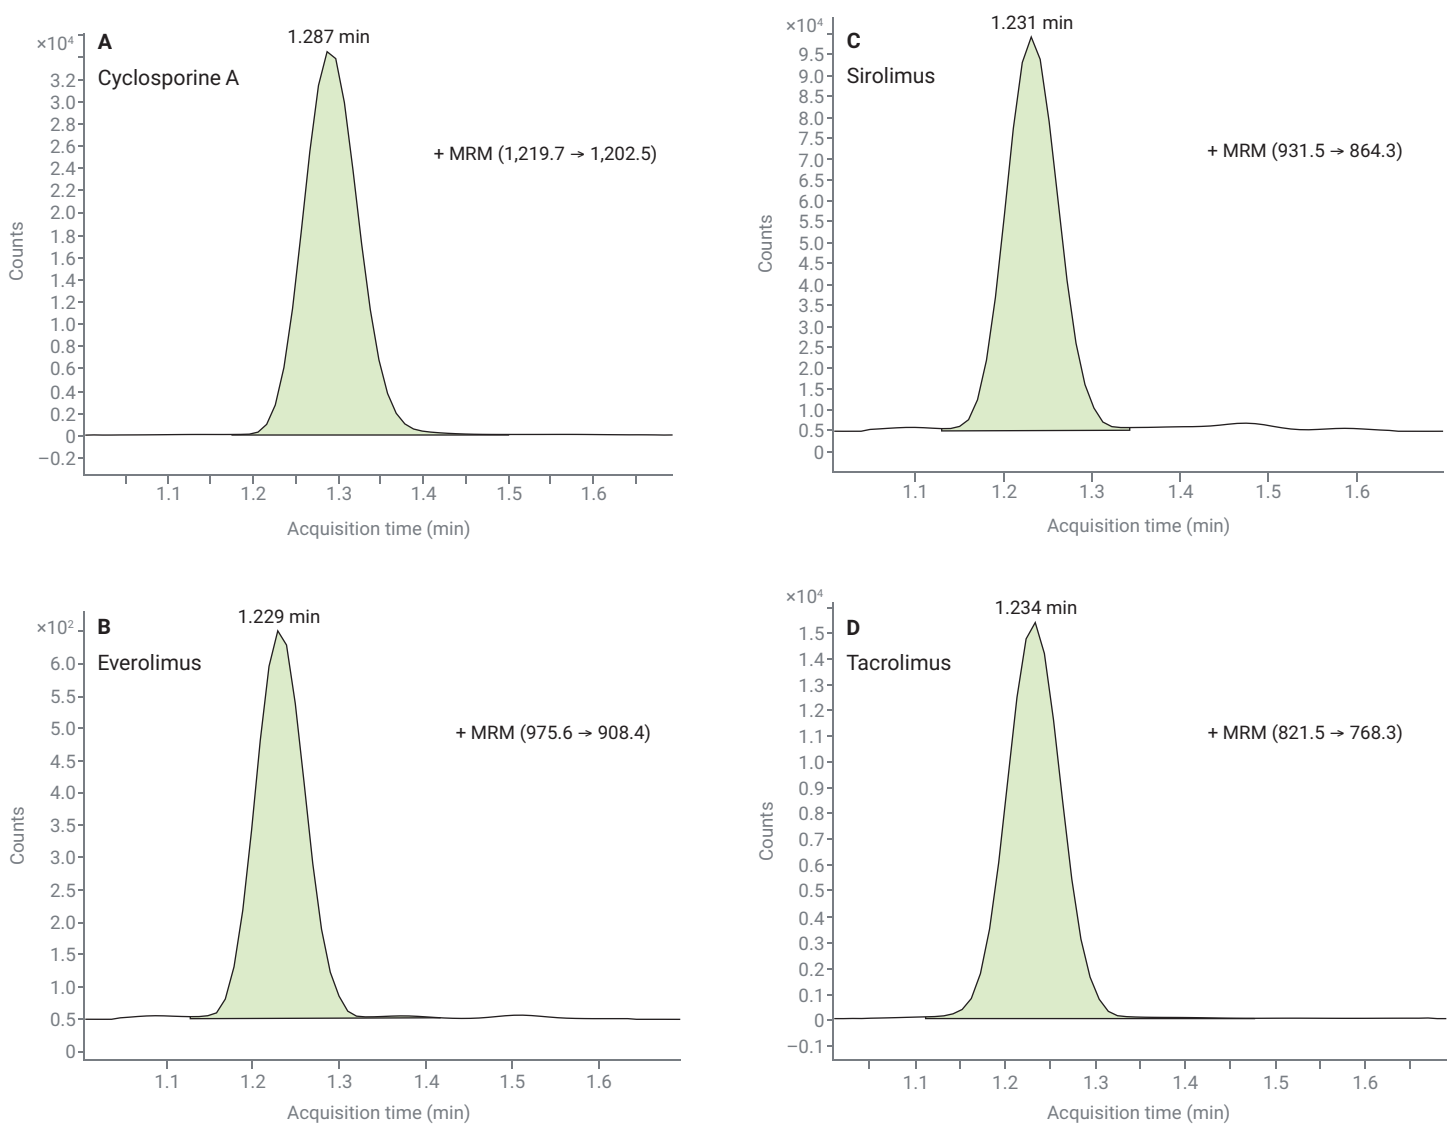 ×10⁴
A
1.287 min
Cyclosporine A
+ MRM (1,219.7 → 1,202.5)
Counts
3.2
3.0
2.8
2.6
2.4
2.2
2.0
1.8
1.6
1.4
1.2
1.0
0.8
0.6
0.4
0.2
0
−0.2
1.1 1.2 1.3 1.4 1.5 1.6
Acquisition time (min)
×10⁴
C
1.231 min
Sirolimus
+ MRM (931.5 → 864.3)
Counts
9.5
9.0
8.5
8.0
7.5
7.0
6.5
6.0
5.5
5.0
4.5
4.0
3.5
3.0
2.5
2.0
1.5
1.0
0.5
0
1.1 1.2 1.3 1.4 1.5 1.6
Acquisition time (min)
×10²
B
1.229 min
Everolimus
+ MRM (975.6 → 908.4)
Counts
6.0
5.5
5.0
4.5
4.0
3.5
3.0
2.5
2.0
1.5
1.0
0.5
0
1.1 1.2 1.3 1.4 1.5 1.6
Acquisition time (min)
×10⁴
D
1.234 min
Tacrolimus
+ MRM (821.5 → 768.3)
Counts
1.5
1.4
1.3
1.2
1.1
1.0
0.9
0.8
0.7
0.6
0.5
0.4
0.3
0.2
0.1
0
−0.1
1.1 1.2 1.3 1.4 1.5 1.6
Acquisition time (min)